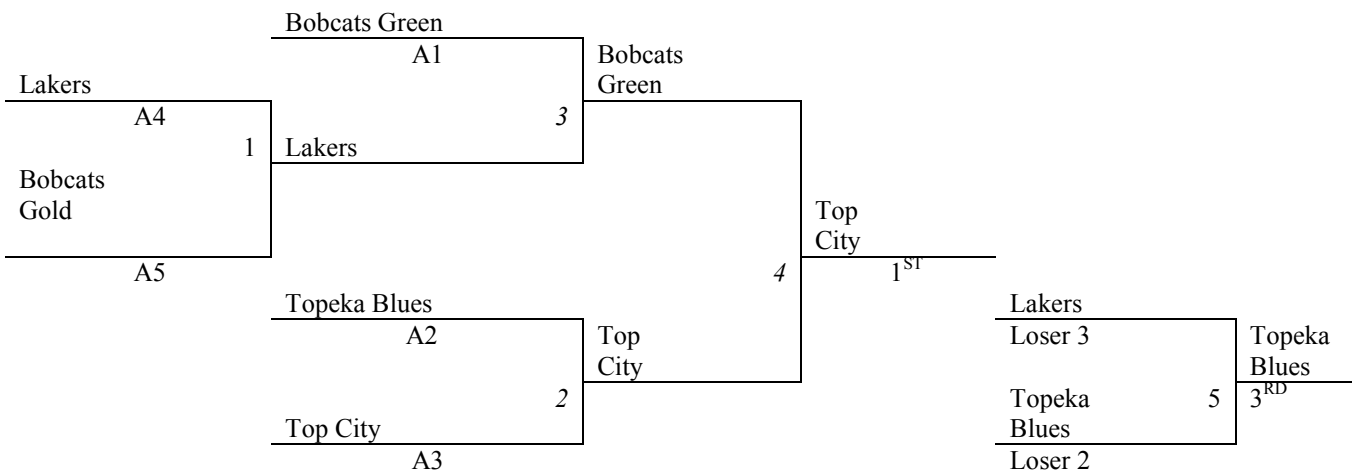 Bobcats Green
A1
Bobcats
Green
Lakers
A4
3
1
Lakers
Bobcats
Gold
A5
Top
City
4
1ST
Topeka Blues
A2
Top
City
2
Top City
A3
Lakers
Loser 3
Topeka
Blues
5
3RD
Topeka
Blues
Loser 2